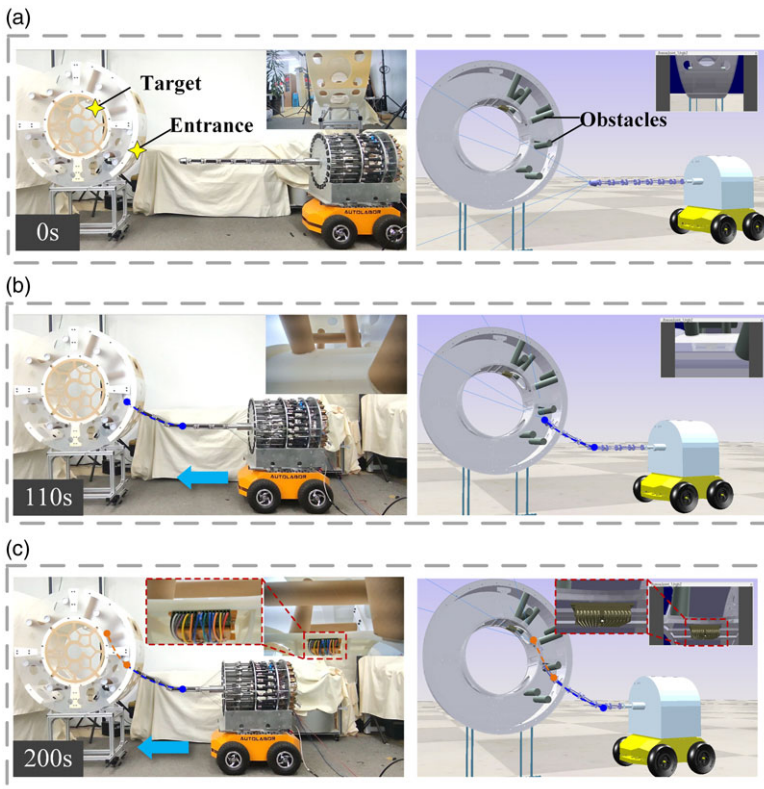 (a)
Target
Entrance
AUTOLABOR
0s
Obstacles
(b)
AUTOLABOR
110s
(c)
AUTOLABOR
200s